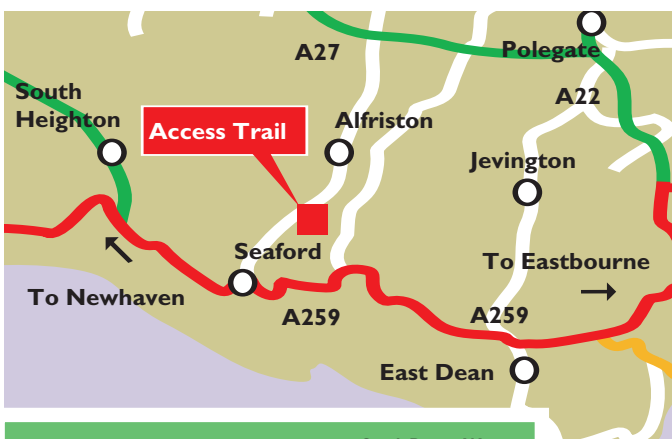 Polegate
A27
South
Heighton
A22
Access Trail
Alfriston
Jevington
Seaford
To Eastbourne
To Newhaven
A259
A259
East Dean